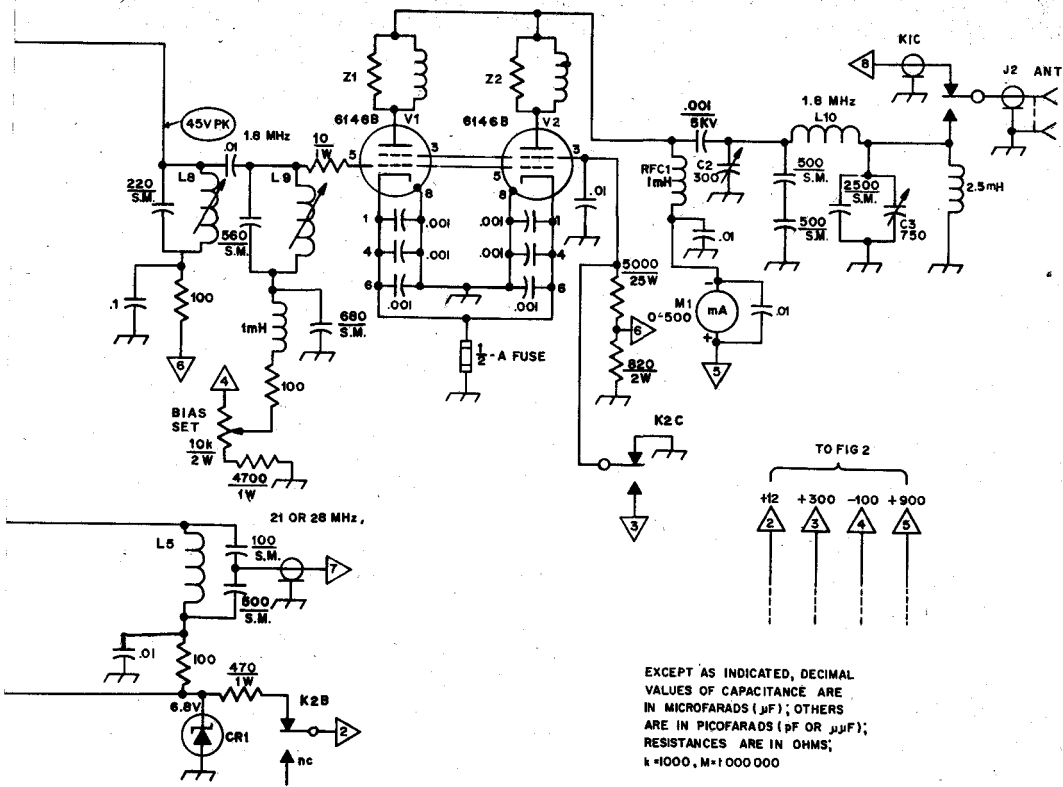 K1C
8
J2
ANT
Z1
Z2
6146B
V1
6146B
V2
45V PK
1.8 MHz
.01
L8
L9
10
1W
5
3
8
5
3
8
220
S.M.
560
S.M.
.1
100
6
1mH
680
S.M.
100
4
BIAS
SET
10k
2W
4700
1W
1
.001
4
.001
6
.001
.001
1
.001
4
.001
6
1/2-A FUSE
.01
.001
5KV
RFC1
1mH
C2
300
.01
1.8 MHz
L10
500
S.M.
500
S.M.
2500
S.M.
C3
750
2.5mH
5000
25W
6
820
2W
M1
0-500
mA
-
+
.01
5
K2C
3
TO FIG 2
+12
+300
-100
+900
2
3
4
5
21 OR 28 MHz,
L5
100
S.M.
7
500
S.M.
.01
100
470
1W
K2B
2
6.8V
CR1
nc
EXCEPT AS INDICATED, DECIMAL
VALUES OF CAPACITANCE ARE
IN MICROFARADS (μF); OTHERS
ARE IN PICOFARADS (pF OR μμF);
RESISTANCES ARE IN OHMS;
k=1000, M=1000000